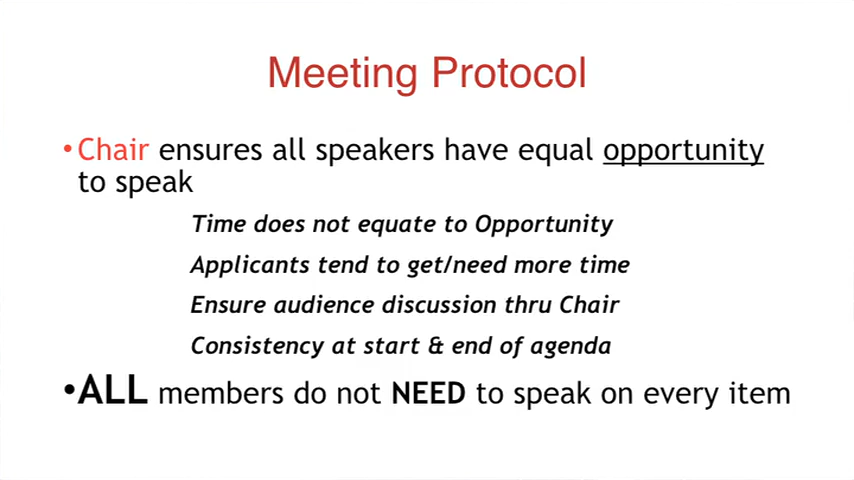 Meeting Protocol
•Chair ensures all speakers have equal opportunity
to speak
Time does not equate to Opportunity
Applicants tend to get/need more time
Ensure audience discussion thru Chair
Consistency at start & end of agenda
•ALL members do not NEED to speak on every item